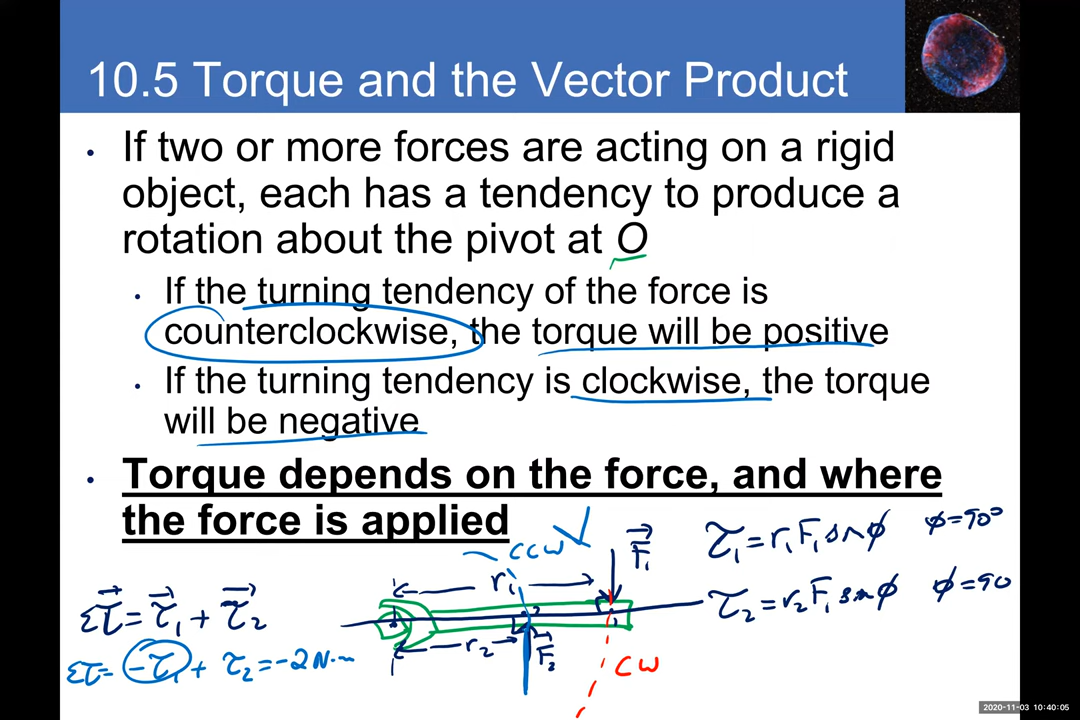 10.5 Torque and the Vector Product
• If two or more forces are acting on a rigid
object, each has a tendency to produce a
rotation about the pivot at O
• If the turning tendency of the force is
counterclockwise, the torque will be positive
• If the turning tendency is clockwise, the torque
will be negative
• Torque depends on the force, and where
the force is applied
CCW
F⃗₁
r₁
τ₁ = r₁F₁ sin ϕ ϕ=90°
τ₂ = r₂F₁ sin ϕ ϕ=90
Στ⃗ = τ⃗₁ + τ⃗₂
r₂
F⃗₂
CW
Στ = -τ₁ + τ₂ = -2 N·m
2020-11-03 10:40:05